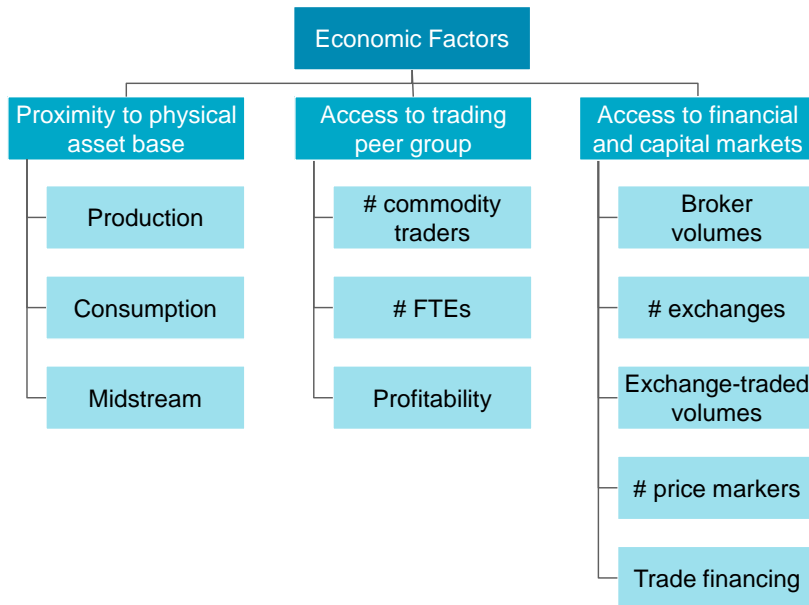 Economic Factors
Proximity to physical
asset base
Production
Consumption
Midstream
Access to trading
peer group
# commodity
traders
# FTEs
Profitability
Access to financial
and capital markets
Broker
volumes
# exchanges
Exchange-traded
volumes
# price markers
Trade financing